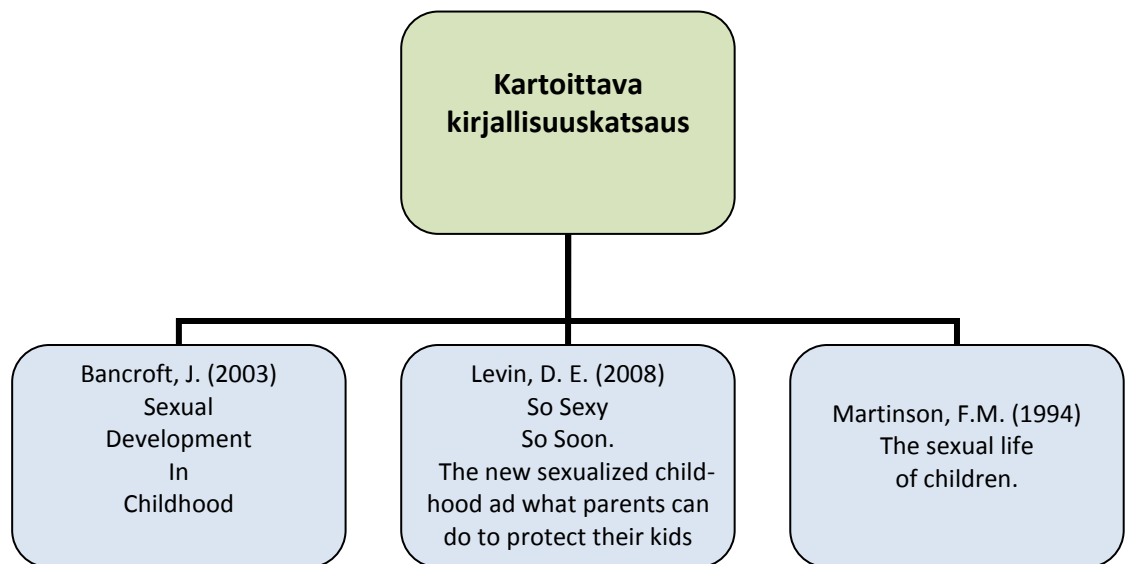 Kartoittava
kirjallisuuskatsaus
Bancroft, J. (2003)
Sexual
Development
In
Childhood
Levin, D. E. (2008)
So Sexy
So Soon.
The new sexualized child-
hood ad what parents can
do to protect their kids
Martinson, F.M. (1994)
The sexual life
of children.